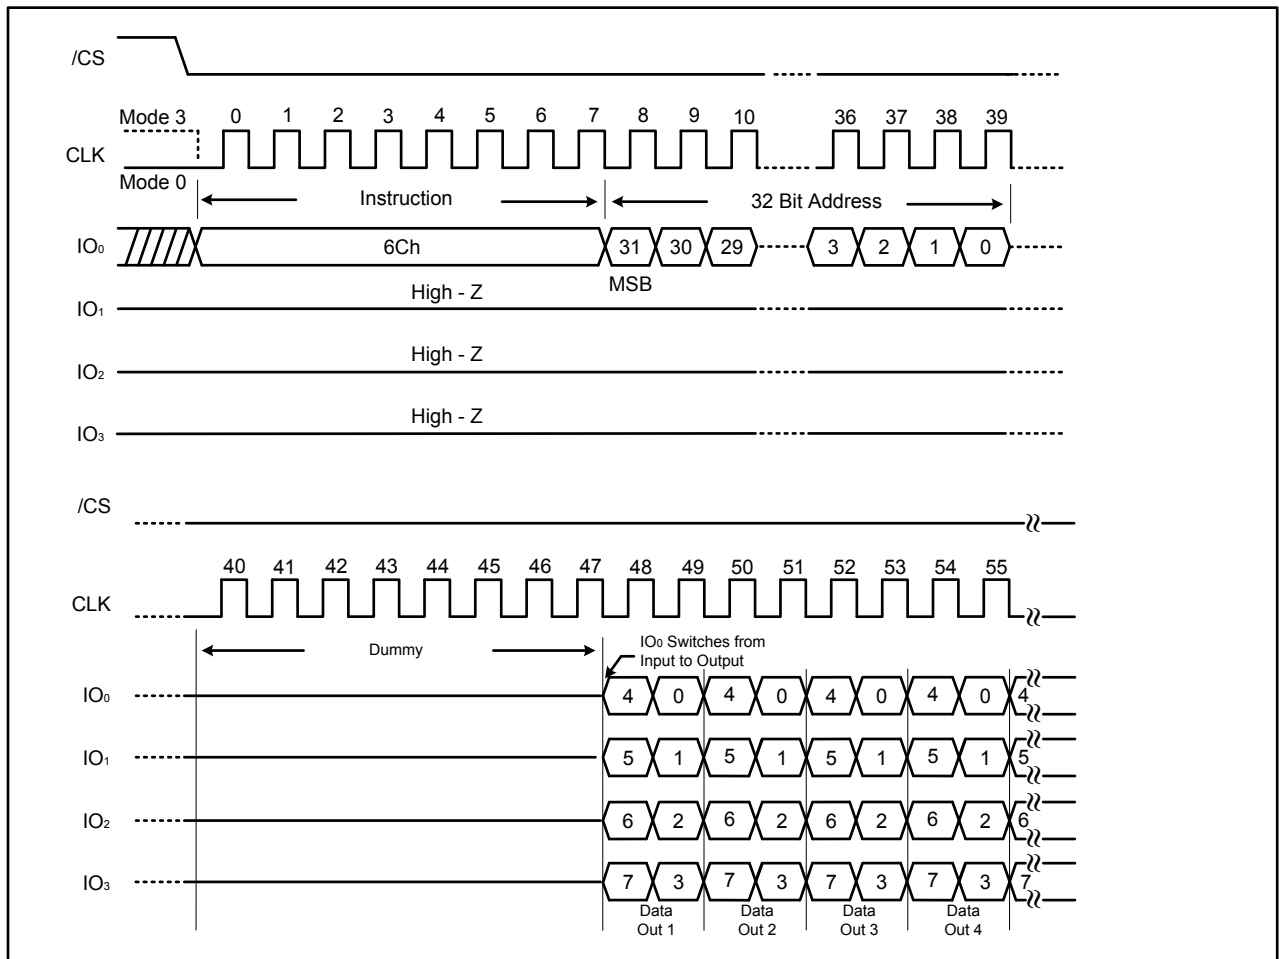 /CS
Mode 3 0 1 2 3 4 5 6 7 8 9 10 36 37 38 39
CLK
Mode 0
Instruction 32 Bit Address
IO₀ 6Ch 31 30 29 3 2 1 0
MSB
High - Z
IO₁
High - Z
IO₂
High - Z
IO₃
/CS
40 41 42 43 44 45 46 47 48 49 50 51 52 53 54 55
CLK
Dummy
IO₀ Switches from
Input to Output
IO₀ 4 0 4 0 4 0 4 0 4
IO₁ 5 1 5 1 5 1 5 1 5
IO₂ 6 2 6 2 6 2 6 2 6
IO₃ 7 3 7 3 7 3 7 3 7
Data Data Data Data
Out 1 Out 2 Out 3 Out 4